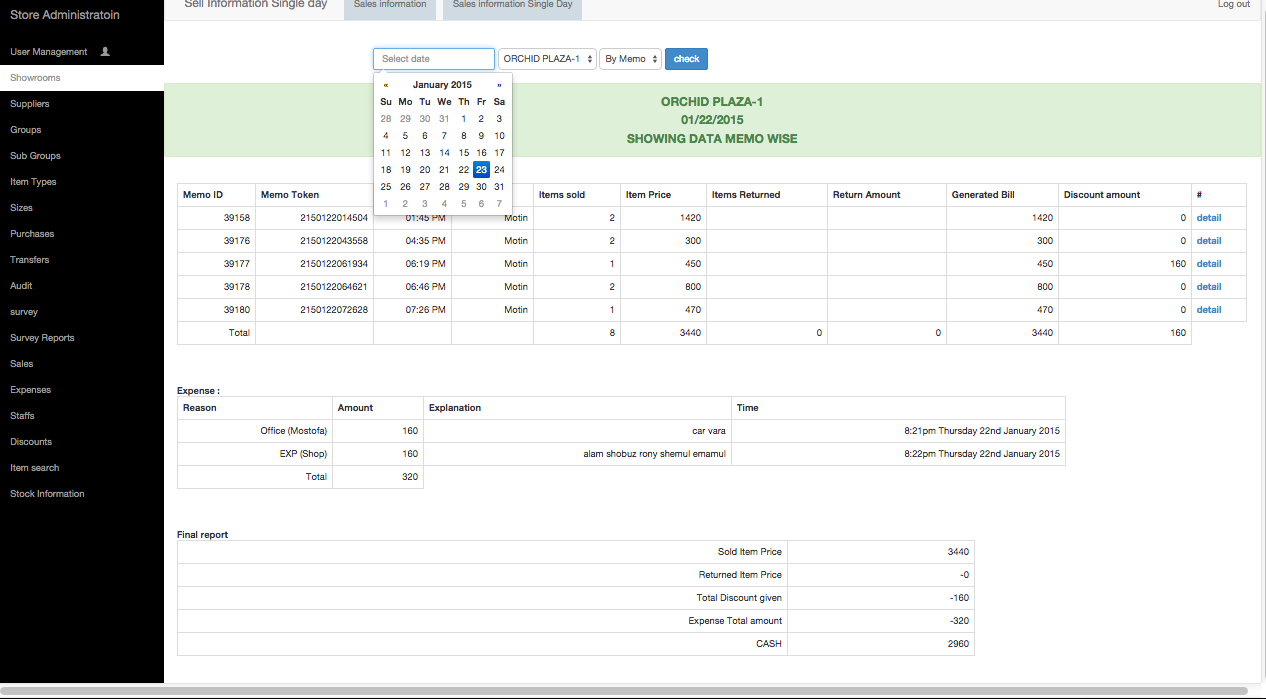 Sell Information Single day Sales information Sales information Single Day Log out
Store Administratoin
User Management
Showrooms
Suppliers
Groups
Sub Groups
Item Types
Sizes
Purchases
Transfers
Audit
survey
Survey Reports
Sales
Expenses
Staffs
Discounts
Item search
Stock Information
Select date ORCHID PLAZA-1 By Memo check
« January 2015 »
Su Mo Tu We Th Fr Sa
28 29 30 31 1 2 3
4 5 6 7 8 9 10
11 12 13 14 15 16 17
18 19 20 21 22 23 24
25 26 27 28 29 30 31
1 2 3 4 5 6 7
ORCHID PLAZA-1
01/22/2015
SHOWING DATA MEMO WISE
Memo ID Memo Token Items sold Item Price Items Returned Return Amount Generated Bill Discount amount #
39158 2150122014504 01:45 PM Motin 2 1420 1420 0 detail
39176 2150122043558 04:35 PM Motin 2 300 300 0 detail
39177 2150122061934 06:19 PM Motin 1 450 450 160 detail
39178 2150122064621 06:46 PM Motin 2 800 800 0 detail
39180 2150122072628 07:26 PM Motin 1 470 470 0 detail
Total 8 3440 0 0 3440 160
Expense :
Reason Amount Explanation Time
Office (Mostofa) 160 car vara 8:21pm Thursday 22nd January 2015
EXP (Shop) 160 alam shobuz rony shemul emamul 8:22pm Thursday 22nd January 2015
Total 320
Final report
Sold Item Price 3440
Returned Item Price -0
Total Discount given -160
Expense Total amount -320
CASH 2960